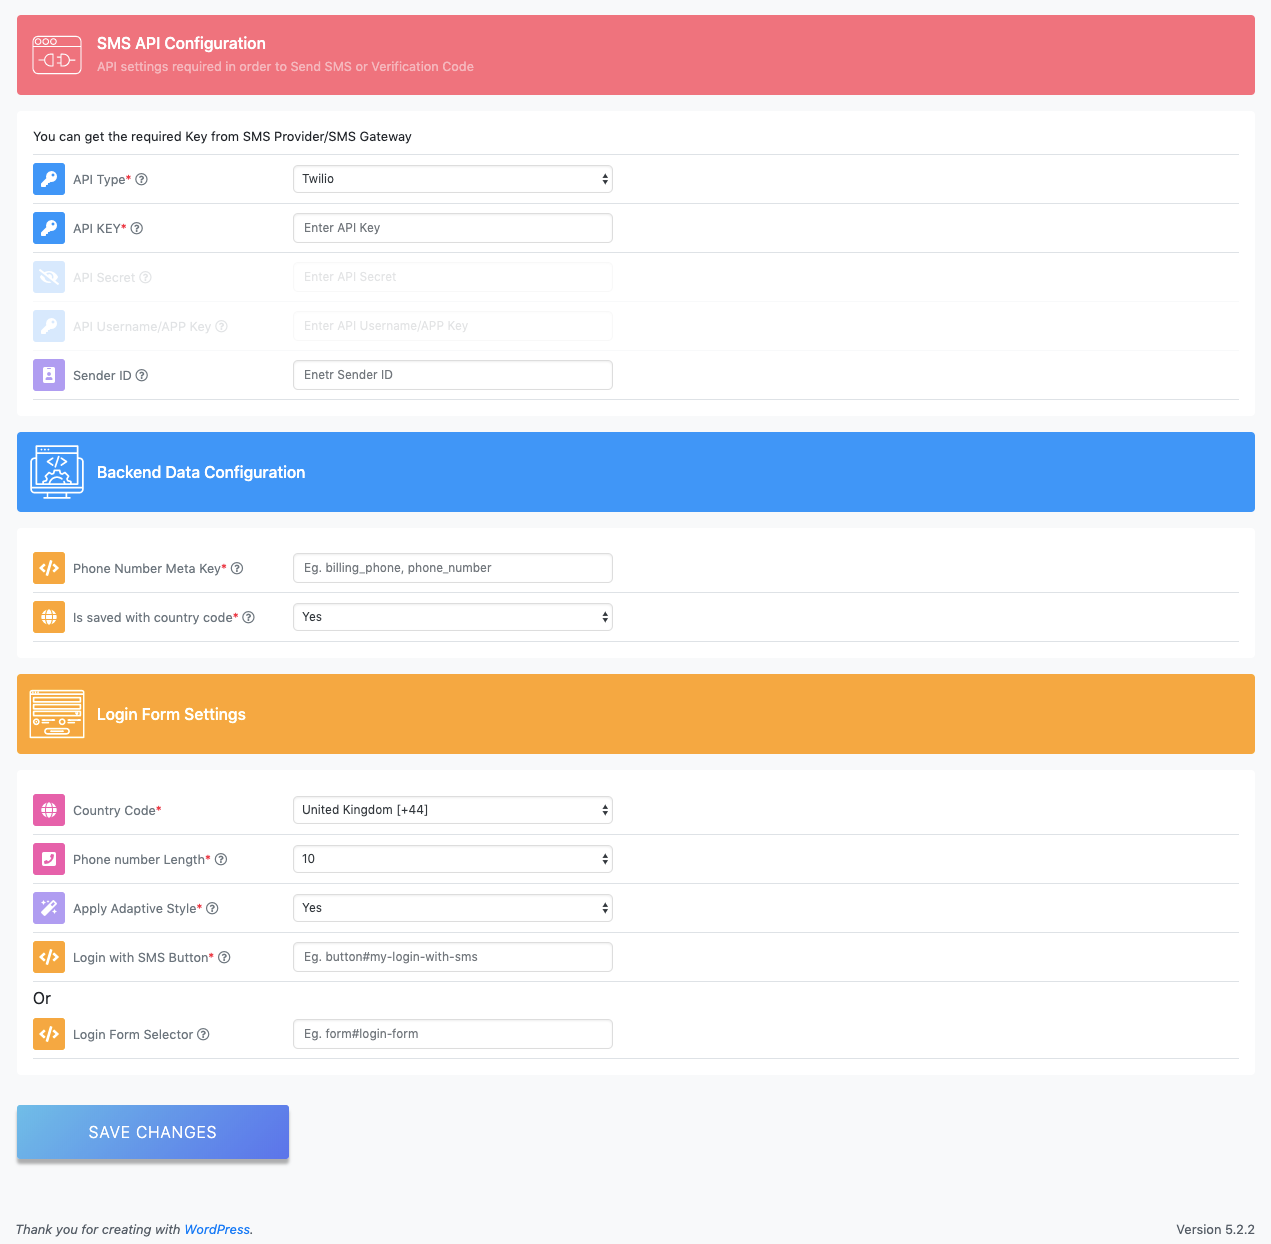 SMS API Configuration
API settings required in order to Send SMS or Verification Code
You can get the required Key from SMS Provider/SMS Gateway
API Type* Twilio
API KEY* Enter API Key
API Secret Enter API Secret
API Username/APP Key Enter API Username/APP Key
Sender ID Enetr Sender ID
Backend Data Configuration
Phone Number Meta Key* Eg. billing_phone, phone_number
Is saved with country code* Yes
Login Form Settings
Country Code* United Kingdom [+44]
Phone number Length* 10
Apply Adaptive Style* Yes
Login with SMS Button* Eg. button#my-login-with-sms
Or
Login Form Selector Eg. form#login-form
SAVE CHANGES
Thank you for creating with WordPress. Version 5.2.2